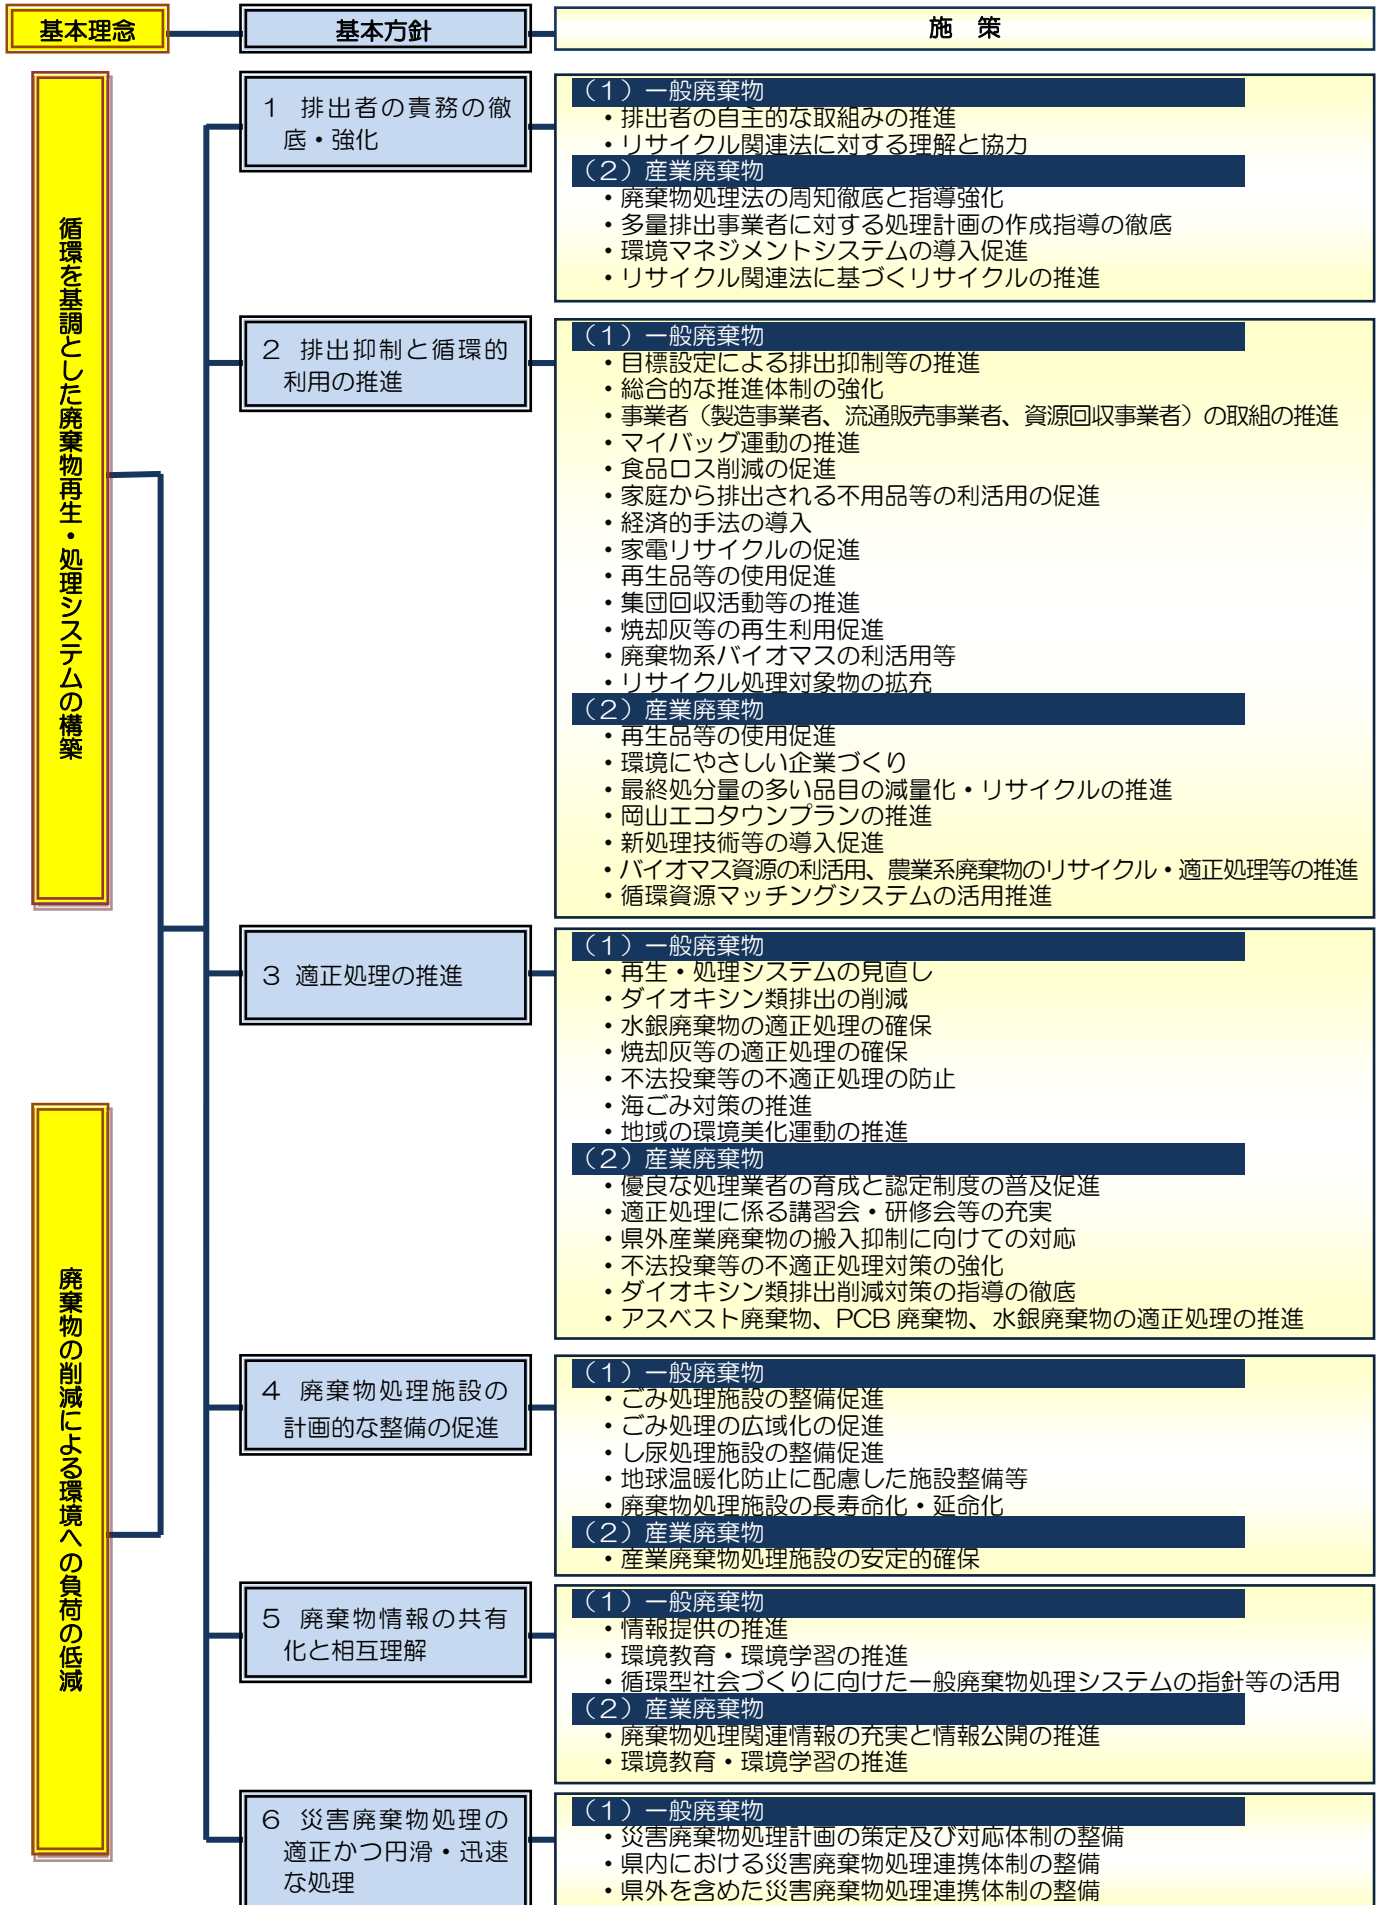 基本理念
基本方針
施　策
循環を基調とした廃棄物再生・処理システムの構築
廃棄物の削減による環境への負荷の低減
１　排出者の責務の徹
底・強化
（１）一般廃棄物
・排出者の自主的な取組みの推進
・リサイクル関連法に対する理解と協力
（２）産業廃棄物
・廃棄物処理法の周知徹底と指導強化
・多量排出事業者に対する処理計画の作成指導の徹底
・環境マネジメントシステムの導入促進
・リサイクル関連法に基づくリサイクルの推進
２　排出抑制と循環的
利用の推進
（１）一般廃棄物
・目標設定による排出抑制等の推進
・総合的な推進体制の強化
・事業者（製造事業者、流通販売事業者、資源回収事業者）の取組の推進
・マイバッグ運動の推進
・食品ロス削減の促進
・家庭から排出される不用品等の利活用の促進
・経済的手法の導入
・家電リサイクルの促進
・再生品等の使用促進
・集団回収活動等の推進
・焼却灰等の再生利用促進
・廃棄物系バイオマスの利活用等
・リサイクル処理対象物の拡充
（２）産業廃棄物
・再生品等の使用促進
・環境にやさしい企業づくり
・最終処分量の多い品目の減量化・リサイクルの推進
・岡山エコタウンプランの推進
・新処理技術等の導入促進
・バイオマス資源の利活用、農業系廃棄物のリサイクル・適正処理等の推進
・循環資源マッチングシステムの活用推進
３　適正処理の推進
（１）一般廃棄物
・再生・処理システムの見直し
・ダイオキシン類排出の削減
・水銀廃棄物の適正処理の確保
・焼却灰等の適正処理の確保
・不法投棄等の不適正処理の防止
・海ごみ対策の推進
・地域の環境美化運動の推進
（２）産業廃棄物
・優良な処理業者の育成と認定制度の普及促進
・適正処理に係る講習会・研修会等の充実
・県外産業廃棄物の搬入抑制に向けての対応
・不法投棄等の不適正処理対策の強化
・ダイオキシン類排出削減対策の指導の徹底
・アスベスト廃棄物、PCB 廃棄物、水銀廃棄物の適正処理の推進
４　廃棄物処理施設の
計画的な整備の促進
（１）一般廃棄物
・ごみ処理施設の整備促進
・ごみ処理の広域化の促進
・し尿処理施設の整備促進
・地球温暖化防止に配慮した施設整備等
・廃棄物処理施設の長寿命化・延命化
（２）産業廃棄物
・産業廃棄物処理施設の安定的確保
５　廃棄物情報の共有
化と相互理解
（１）一般廃棄物
・情報提供の推進
・環境教育・環境学習の推進
・循環型社会づくりに向けた一般廃棄物処理システムの指針等の活用
（２）産業廃棄物
・廃棄物処理関連情報の充実と情報公開の推進
・環境教育・環境学習の推進
６　災害廃棄物処理の
適正かつ円滑・迅速
な処理
（１）一般廃棄物
・災害廃棄物処理計画の策定及び対応体制の整備
・県内における災害廃棄物処理連携体制の整備
・県外を含めた災害廃棄物処理連携体制の整備